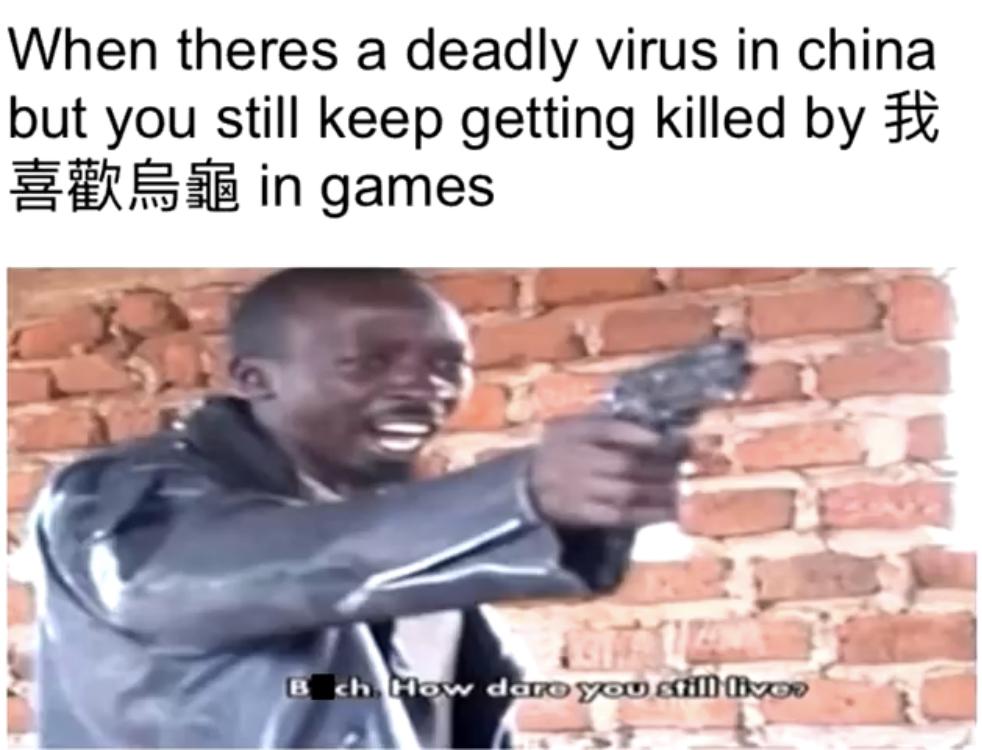 When theres a deadly virus in china
but you still keep getting killed by 我
喜歡烏龜 in games
B ch. How dare you still live?